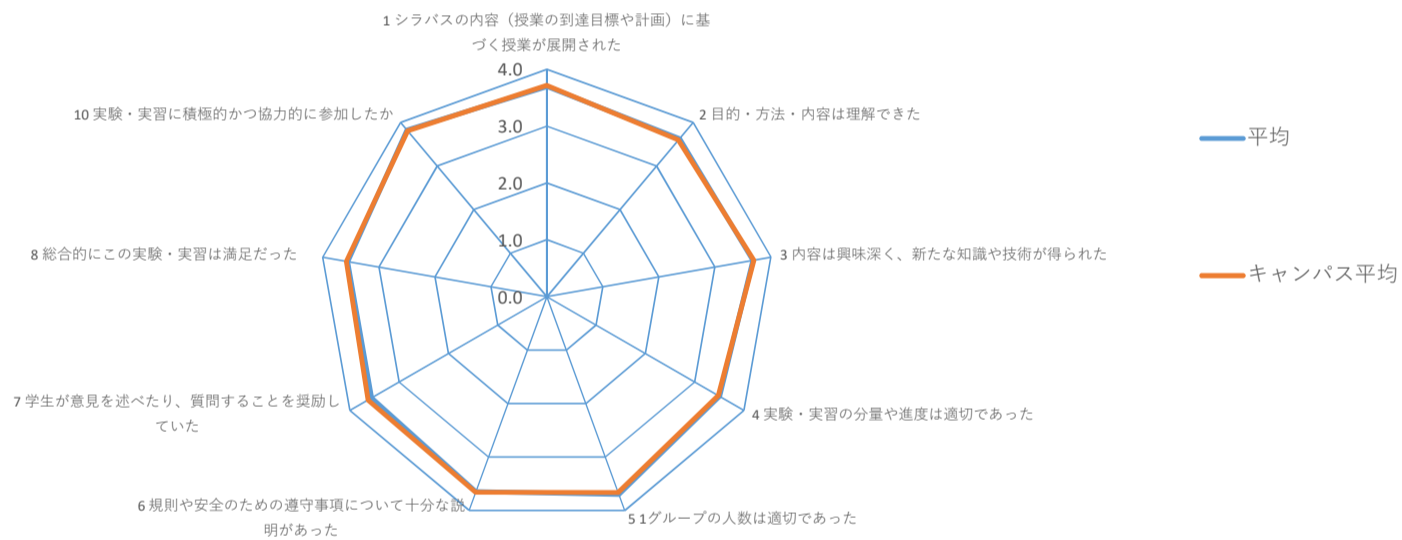 1 シラバスの内容（授業の到達目標や計画）に基
づく授業が展開された
4.0
3.0
2.0
1.0
0.0
2 目的・方法・内容は理解できた
3 内容は興味深く、新たな知識や技術が得られた
4 実験・実習の分量や進度は適切であった
5 1グループの人数は適切であった
6 規則や安全のための遵守事項について十分な説
明があった
7 学生が意見を述べたり、質問することを奨励し
ていた
8 総合的にこの実験・実習は満足だった
10 実験・実習に積極的かつ協力的に参加したか
平均
キャンパス平均